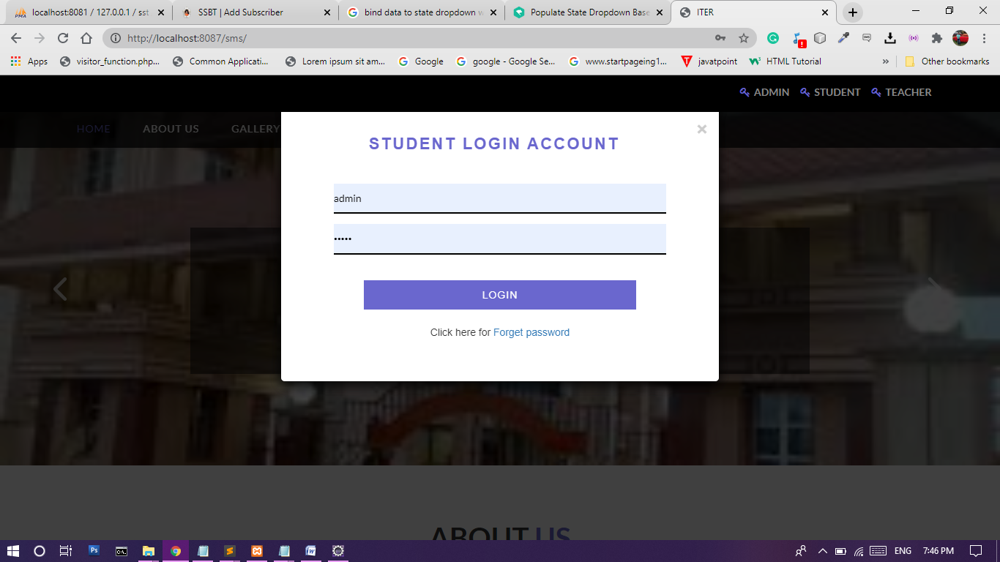 localhost:8081 / 127.0.0.1 / sst
SSBT | Add Subscriber
bind data to state dropdown w
Populate State Dropdown Base
ITER
http://localhost:8087/sms/
Apps
visitor_function.php...
Common Applicati...
Lorem ipsum sit am...
Google
google - Google Se...
www.startpageing1...
javatpoint
HTML Tutorial
»
Other bookmarks
ADMIN STUDENT TEACHER
HOME ABOUT US GALLERY
STUDENT LOGIN ACCOUNT
admin
•••••
LOGIN
Click here for Forget password
ABOUT US
ENG 7:46 PM